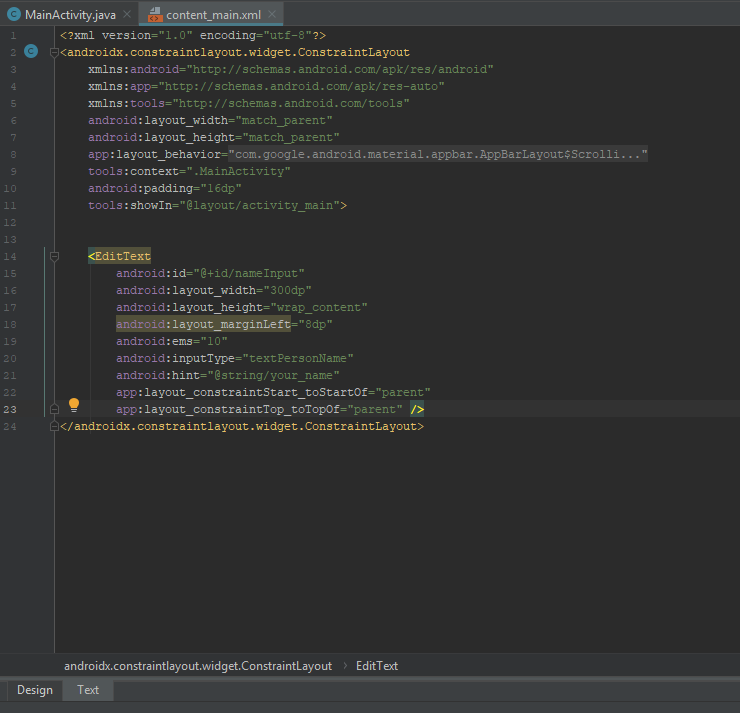 MainActivity.java content_main.xml
1 <?xml version="1.0" encoding="utf-8"?>
2 <androidx.constraintlayout.widget.ConstraintLayout
3 xmlns:android="http://schemas.android.com/apk/res/android"
4 xmlns:app="http://schemas.android.com/apk/res-auto"
5 xmlns:tools="http://schemas.android.com/tools"
6 android:layout_width="match_parent"
7 android:layout_height="match_parent"
8 app:layout_behavior="com.google.android.material.appbar.AppBarLayout$Scrolli..."
9 tools:context=".MainActivity"
10 android:padding="16dp"
11 tools:showIn="@layout/activity_main">
12
13
14 <EditText
15 android:id="@+id/nameInput"
16 android:layout_width="300dp"
17 android:layout_height="wrap_content"
18 android:layout_marginLeft="8dp"
19 android:ems="10"
20 android:inputType="textPersonName"
21 android:hint="@string/your_name"
22 app:layout_constraintStart_toStartOf="parent"
23 app:layout_constraintTop_toTopOf="parent" />
24 </androidx.constraintlayout.widget.ConstraintLayout>
androidx.constraintlayout.widget.ConstraintLayout › EditText
Design Text